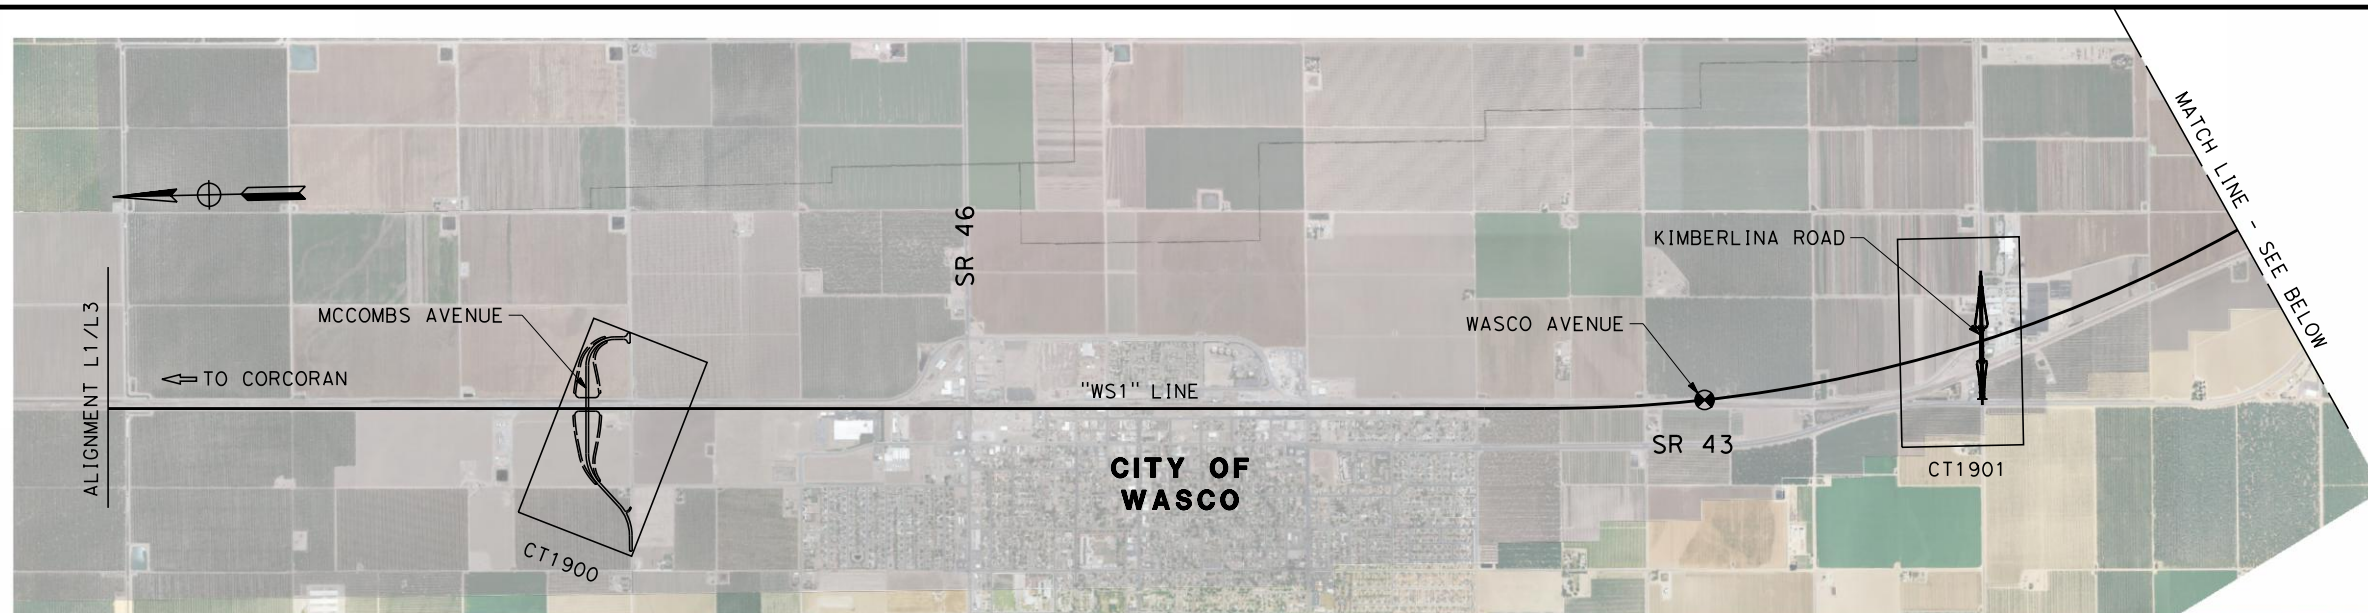 MATCH LINE - SEE BELOW
SR 46
KIMBERLINA ROAD
MCCOMBS AVENUE
WASCO AVENUE
ALIGNMENT L1/L3
TO CORCORAN
"WS1" LINE
SR 43
CITY OF
WASCO
CT1901
CT1900